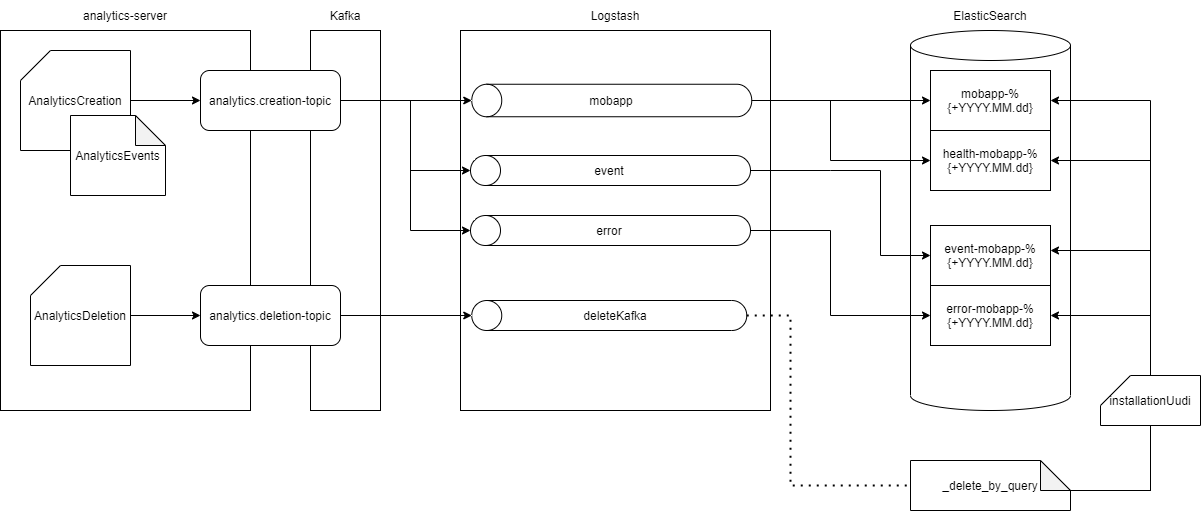 analytics-server
Kafka
Logstash
ElasticSearch
AnalyticsCreation
AnalyticsEvents
analytics.creation-topic
mobapp
mobapp-%
{+YYYY.MM.dd}
health-mobapp-%
{+YYYY.MM.dd}
event
event-mobapp-%
{+YYYY.MM.dd}
error
error-mobapp-%
{+YYYY.MM.dd}
AnalyticsDeletion
analytics.deletion-topic
deleteKafka
installationUudi
_delete_by_query